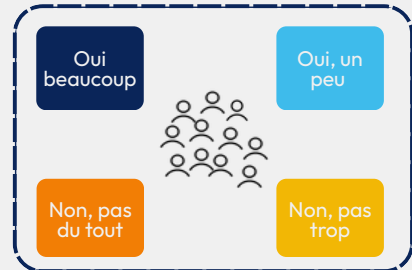 Oui
beaucoup
Oui, un
peu
Non, pas
du tout
Non, pas
trop